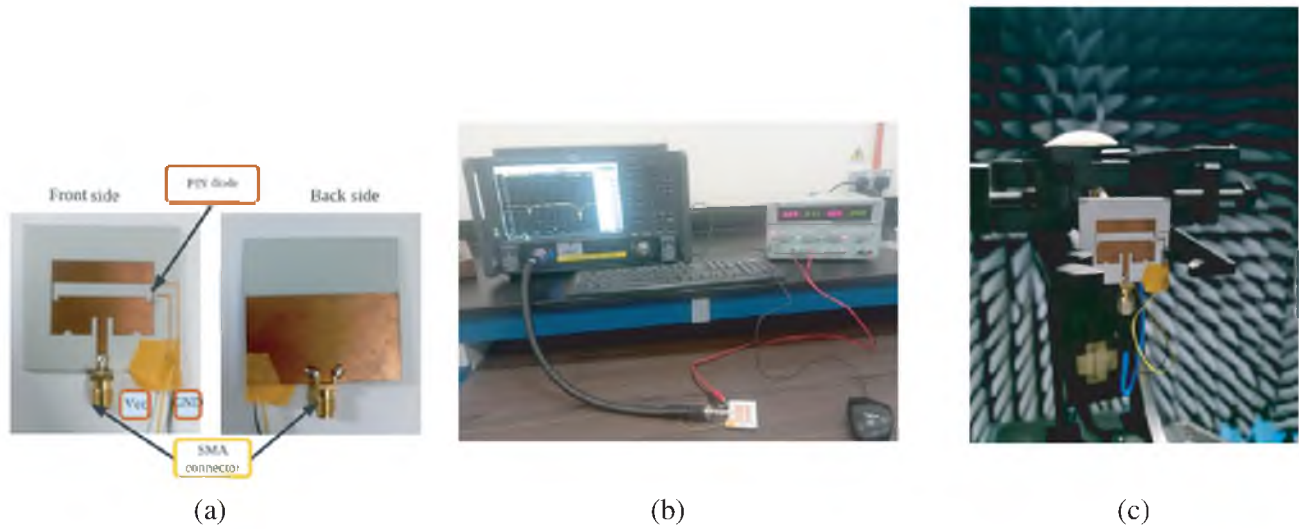 PIN diode
Front side
Back side
Vcc
GND
SMA
connector
(a)
(b)
(c)